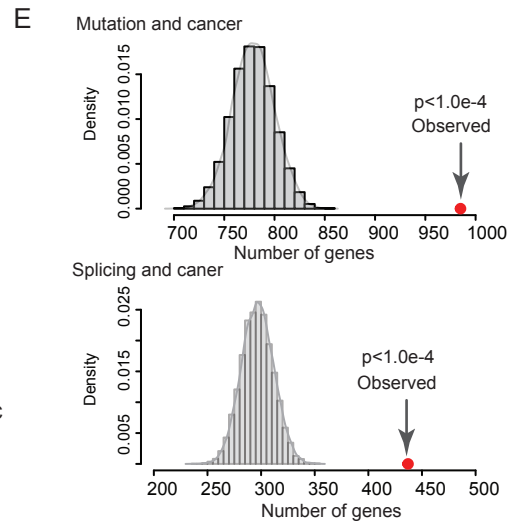 E
Mutation and cancer
Density
0.000 0.005 0.010 0.015
p<1.0e-4
Observed
700 750 800 850 900 950 1000
Number of genes
Splicing and caner
Density
0.005 0.015 0.025
p<1.0e-4
Observed
200 250 300 350 400 450 500
Number of genes